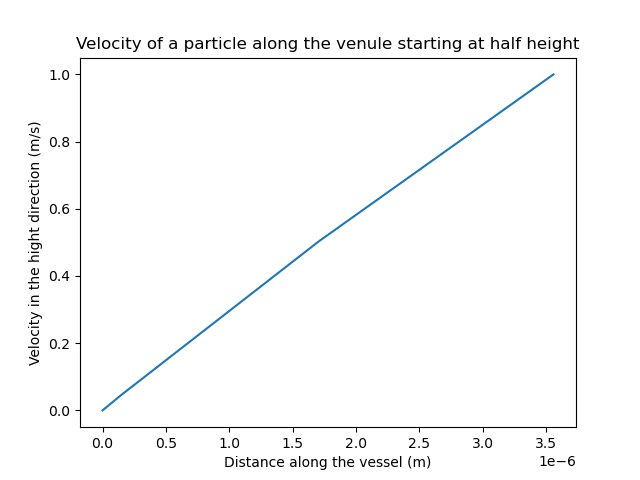 Velocity of a particle along the venule starting at half height
1.0
0.8
0.6
0.4
0.2
0.0
Velocity in the hight direction (m/s)
0.0 0.5 1.0 1.5 2.0 2.5 3.0 3.5
1e−6
Distance along the vessel (m)